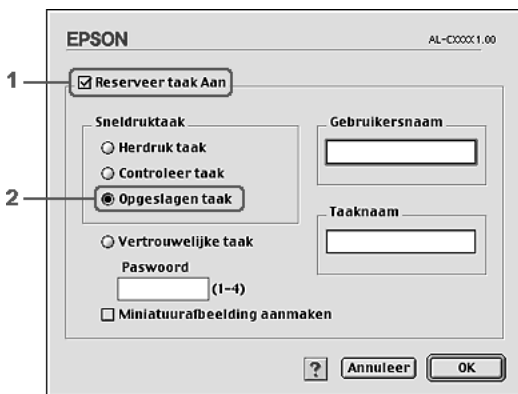 EPSON
AL-CXXXX 1.00
1
Reserveer taak Aan
Sneldruktaak
Herdruk taak
Controleer taak
2
Opgeslagen taak
Vertrouwelijke taak
Paswoord
(1-4)
Miniatuurafbeelding aanmaken
Gebruikersnaam
Taaknaam
?
Annuleer
OK